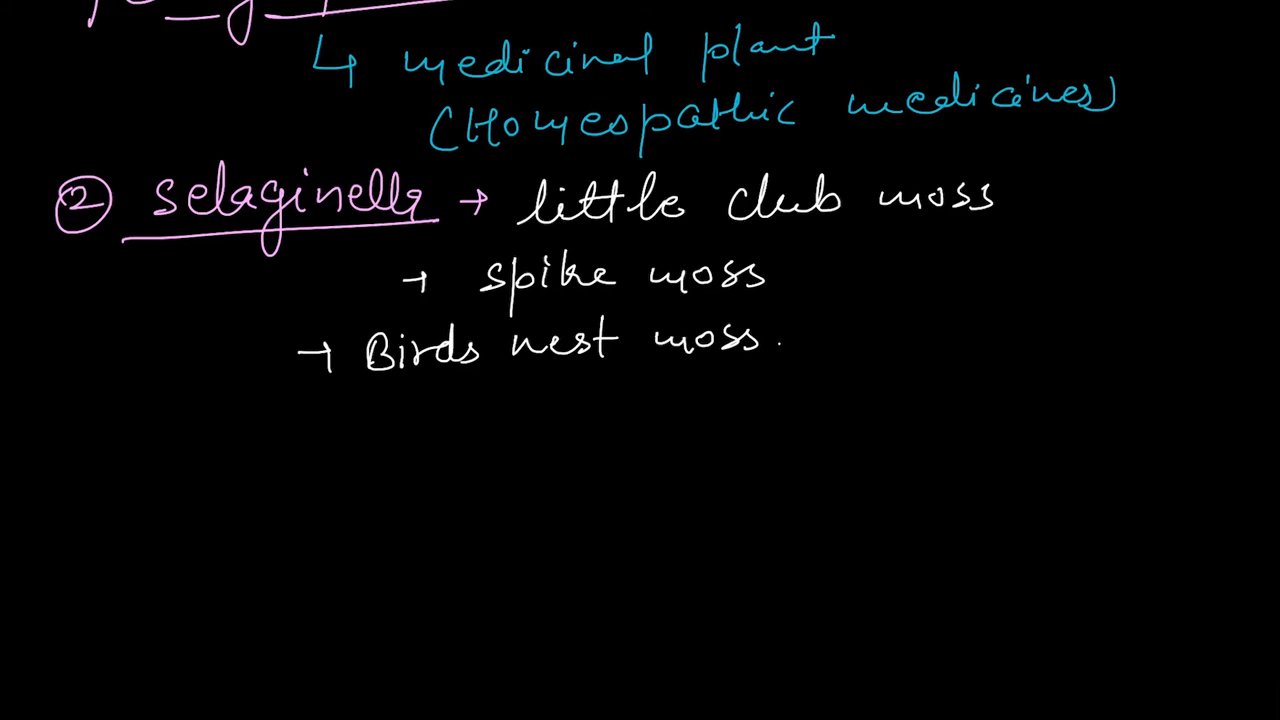 ↳ medicinal plant
(Homeopathic medicines)
② selaginella → little club moss
→ spike moss
→ Birds nest moss.